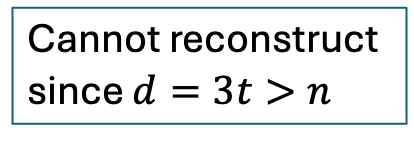 Cannot reconstruct
since 𝑑 = 3𝑡 > 𝑛